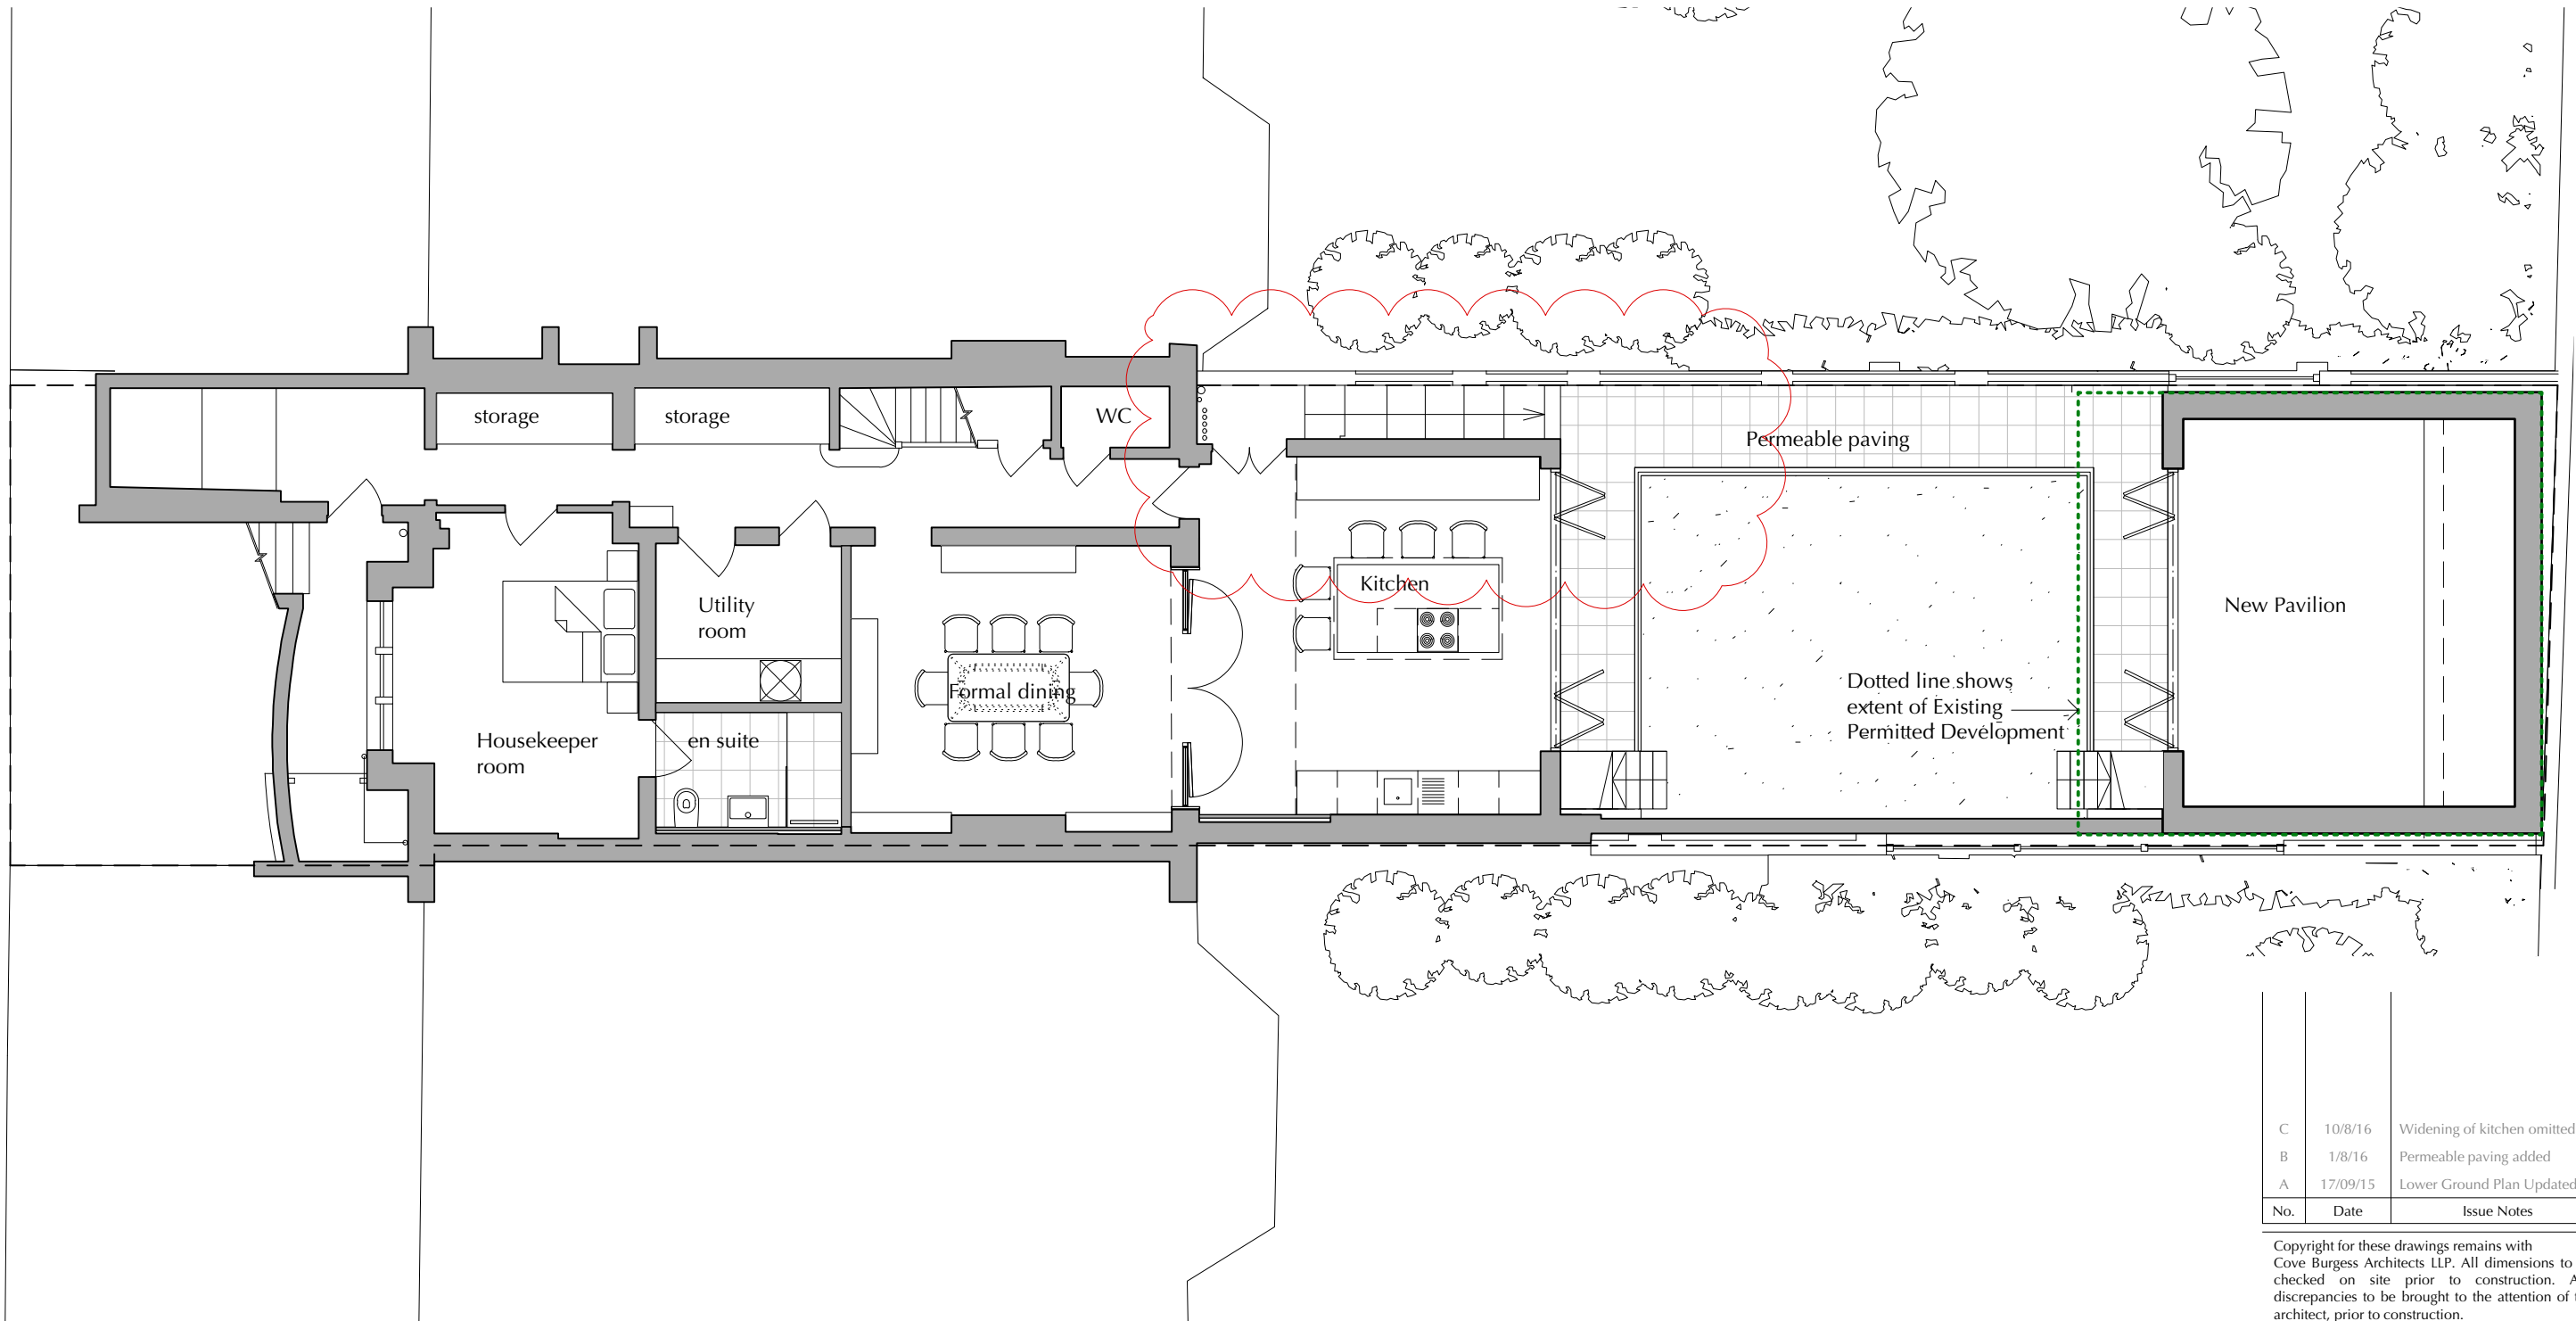 storage
storage
WC
Permeable paving
Kitchen
Utility
room
New Pavilion
Dotted line shows
extent of Existing
Permitted Development
Formal dining
Housekeeper
room
en suite
C 10/8/16 Widening of kitchen omitted
B 1/8/16 Permeable paving added
A 17/09/15 Lower Ground Plan Updated
No. Date Issue Notes
Copyright for these drawings remains with
Cove Burgess Architects LLP. All dimensions to
checked on site prior to construction.
discrepancies to be brought to the attention of
architect, prior to construction.